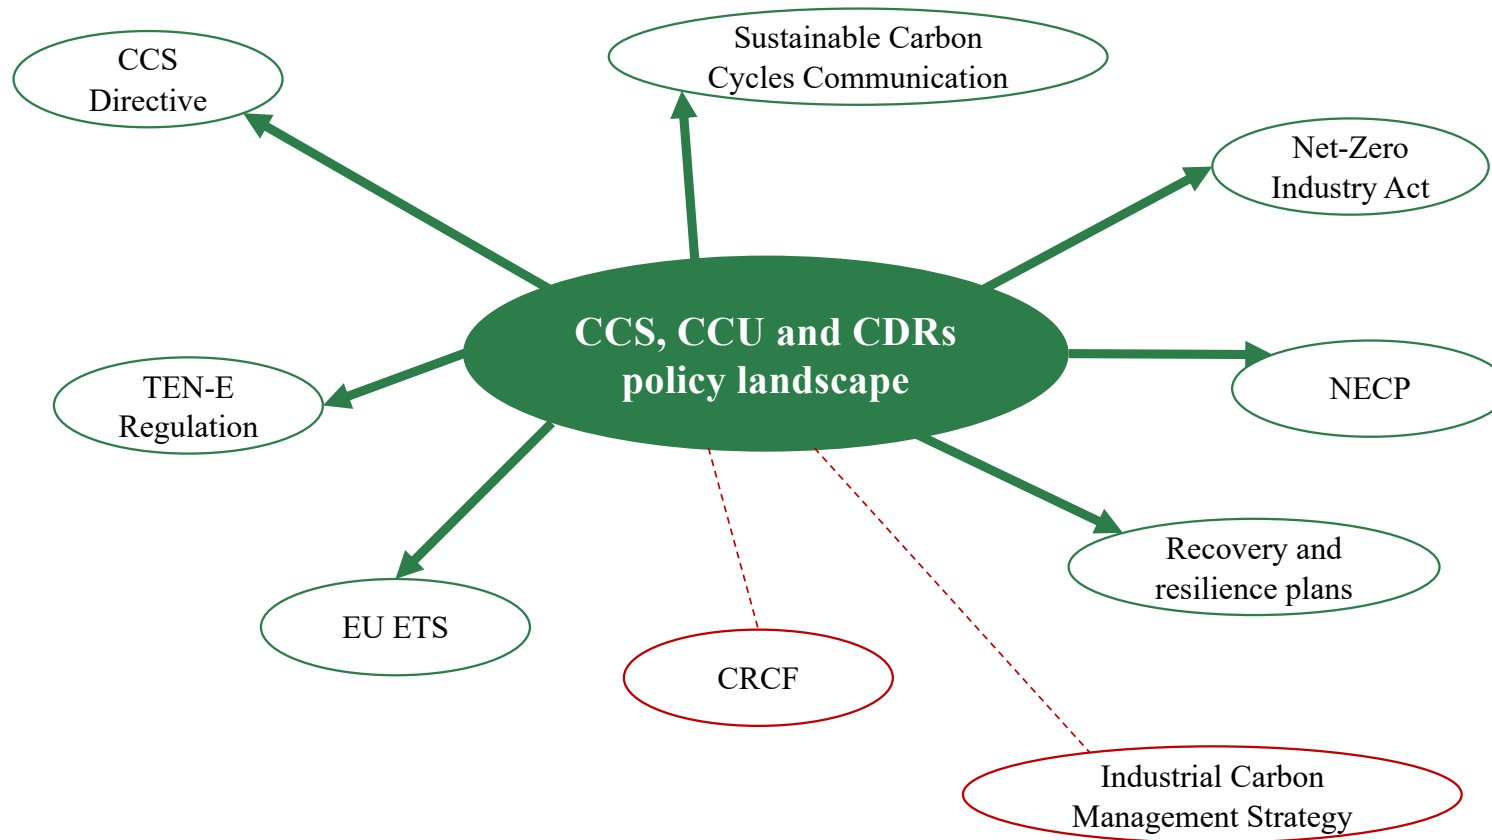 CCS
Directive
Sustainable Carbon
Cycles Communication
Net-Zero
Industry Act
CCS, CCU and CDRs
policy landscape
TEN-E
Regulation
NECP
Recovery and
resilience plans
EU ETS
CRCF
Industrial Carbon
Management Strategy